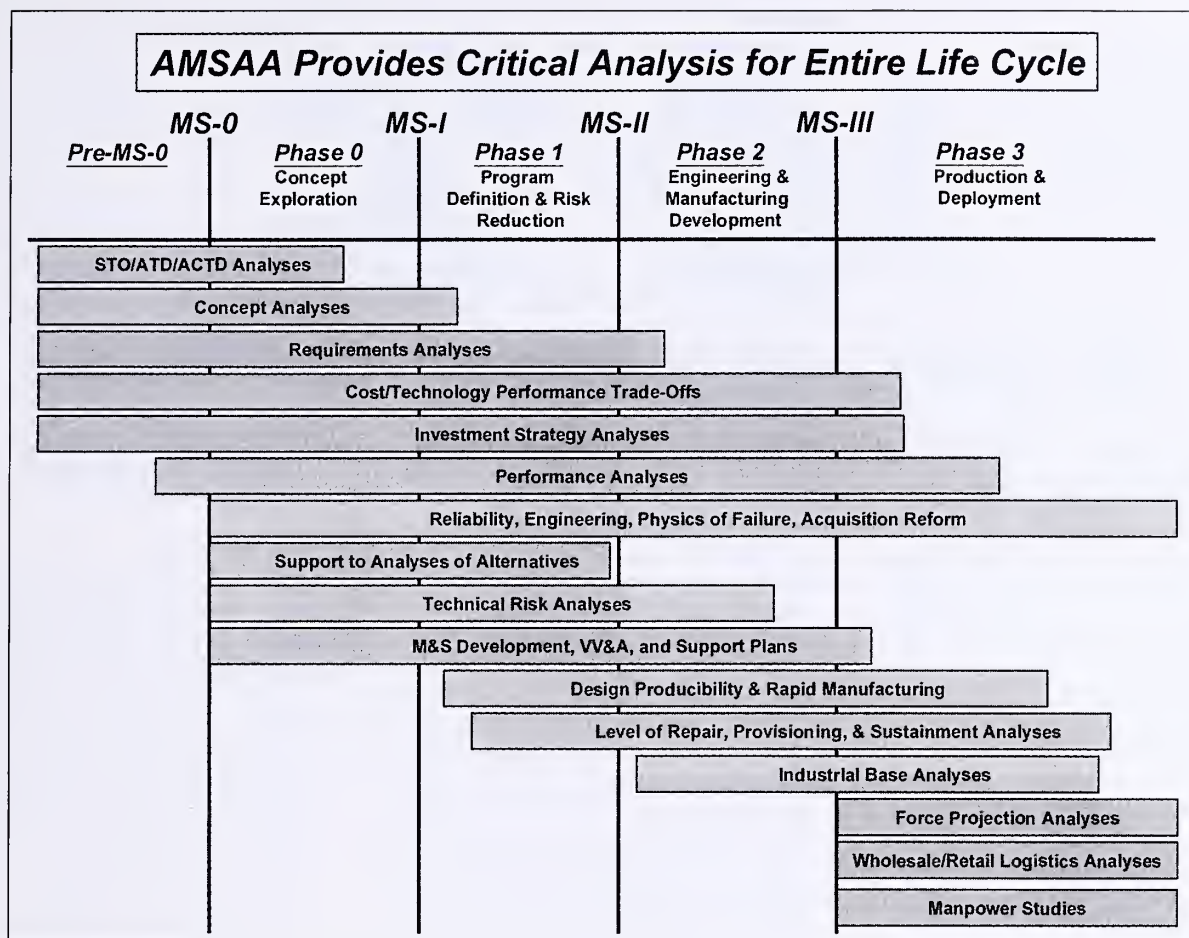 AMSAA Provides Critical Analysis for Entire Life Cycle
MS-0
MS-I
MS-II
MS-III
Pre-MS-0
Phase 0
Concept
Exploration
Phase 1
Program
Definition & Risk
Reduction
Phase 2
Engineering &
Manufacturing
Development
Phase 3
Production &
Deployment
STO/ATD/ACTD Analyses
Concept Analyses
Requirements Analyses
Cost/Technology Performance Trade-Offs
Investment Strategy Analyses
Performance Analyses
Reliability, Engineering, Physics of Failure, Acquisition Reform
Support to Analyses of Alternatives
Technical Risk Analyses
M&S Development, VV&A, and Support Plans
Design Producibility & Rapid Manufacturing
Level of Repair, Provisioning, & Sustainment Analyses
Industrial Base Analyses
Force Projection Analyses
Wholesale/Retail Logistics Analyses
Manpower Studies